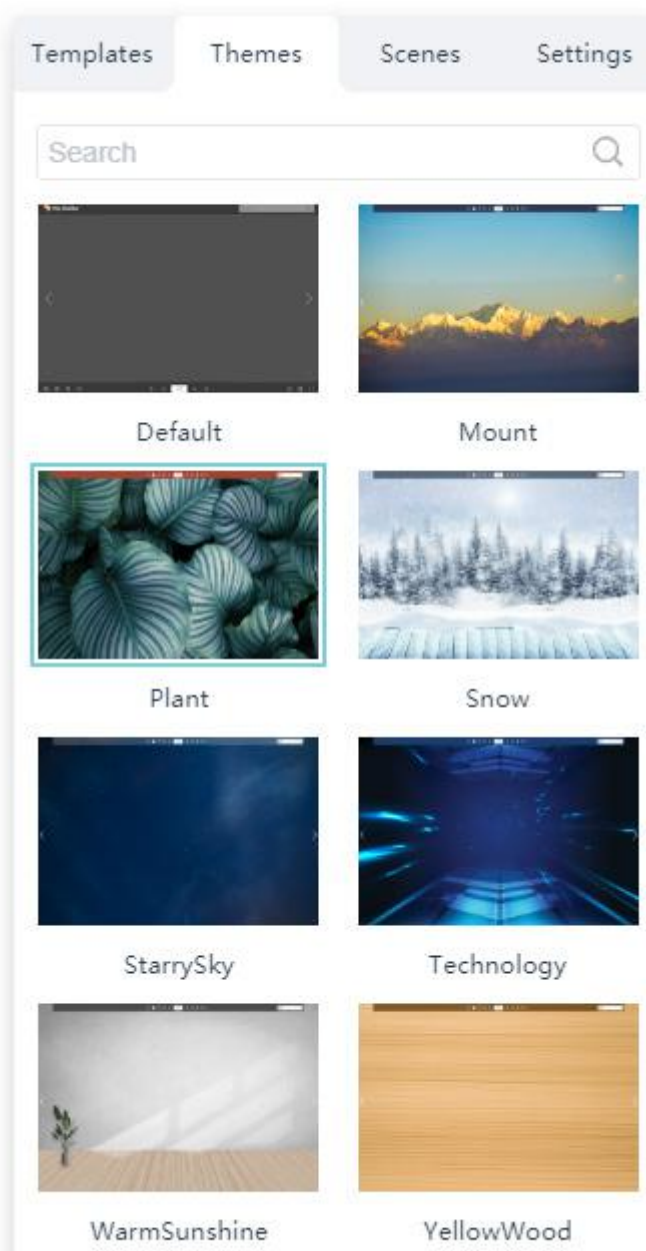 Templates Themes Scenes Settings
Search
Default Mount
Plant Snow
StarrySky Technology
WarmSunshine YellowWood